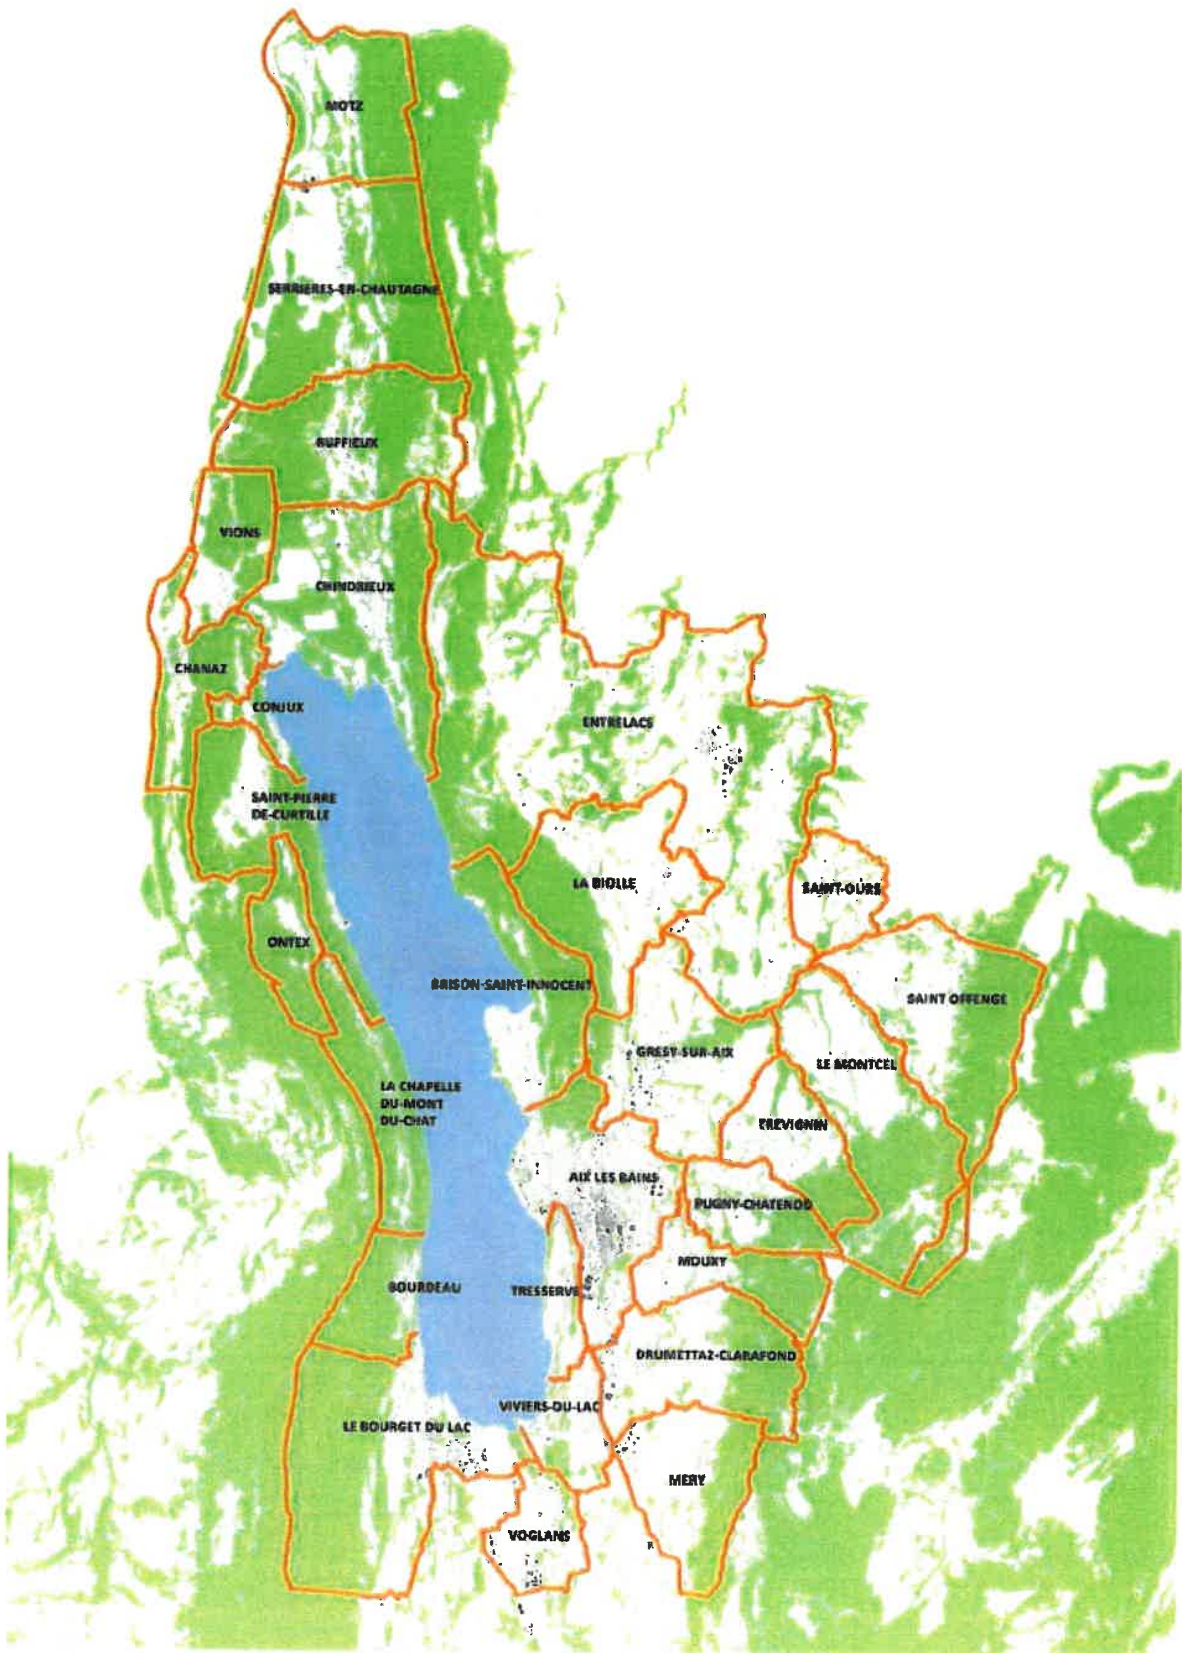 MOTZ
SERRIERES-EN-CHAUTAGNE
RUFFIEUX
VIONS
CHINDRIEUX
CHANAZ
CONJUX
ENTRELACS
SAINT-PIERRE
DE-CURTILLE
LA BIOLLE
SAINT-OURS
ONTEX
BRISON-SAINT-INNOCENT
SAINT OFFENGE
GRESY-SUR-AIX
LE MONTCEL
LA CHAPELLE
DU-MONT
DU-CHAT
TREVIGNIN
AIX LES BAINS
PUGNY-CHATENOD
MOUXY
BOURDEAU
TRESSERVE
DRUMETTAZ-CLARAFOND
VIVIERS-DU-LAC
LE BOURGET DU LAC
MERY
VOGLANS